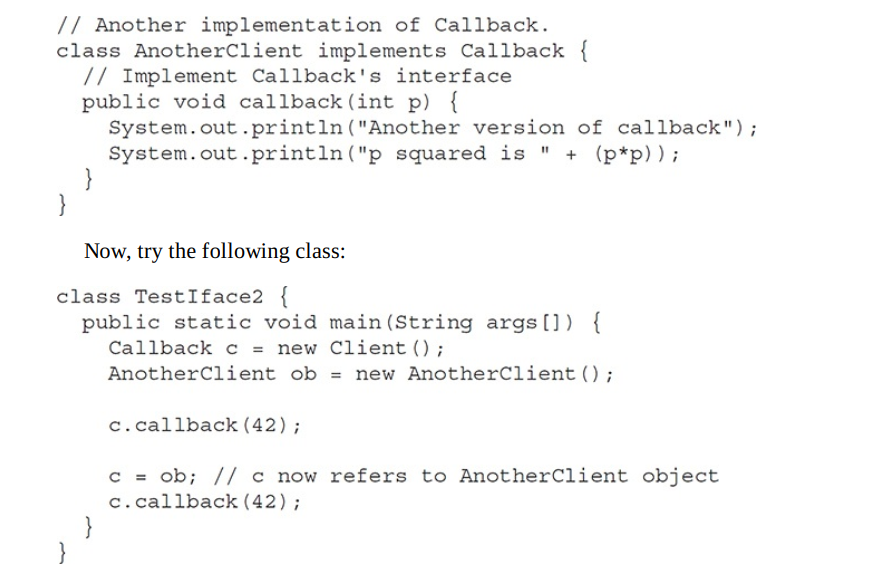 // Another implementation of Callback.
class AnotherClient implements Callback {
// Implement Callback's interface
public void callback(int p) {
System.out.println("Another version of callback");
System.out.println("p squared is " + (p*p));
}
}
Now, try the following class:
class TestIface2 {
public static void main(String args[]) {
Callback c = new Client();
AnotherClient ob = new AnotherClient();
c.callback(42);
c = ob; // c now refers to AnotherClient object
c.callback(42);
}
}